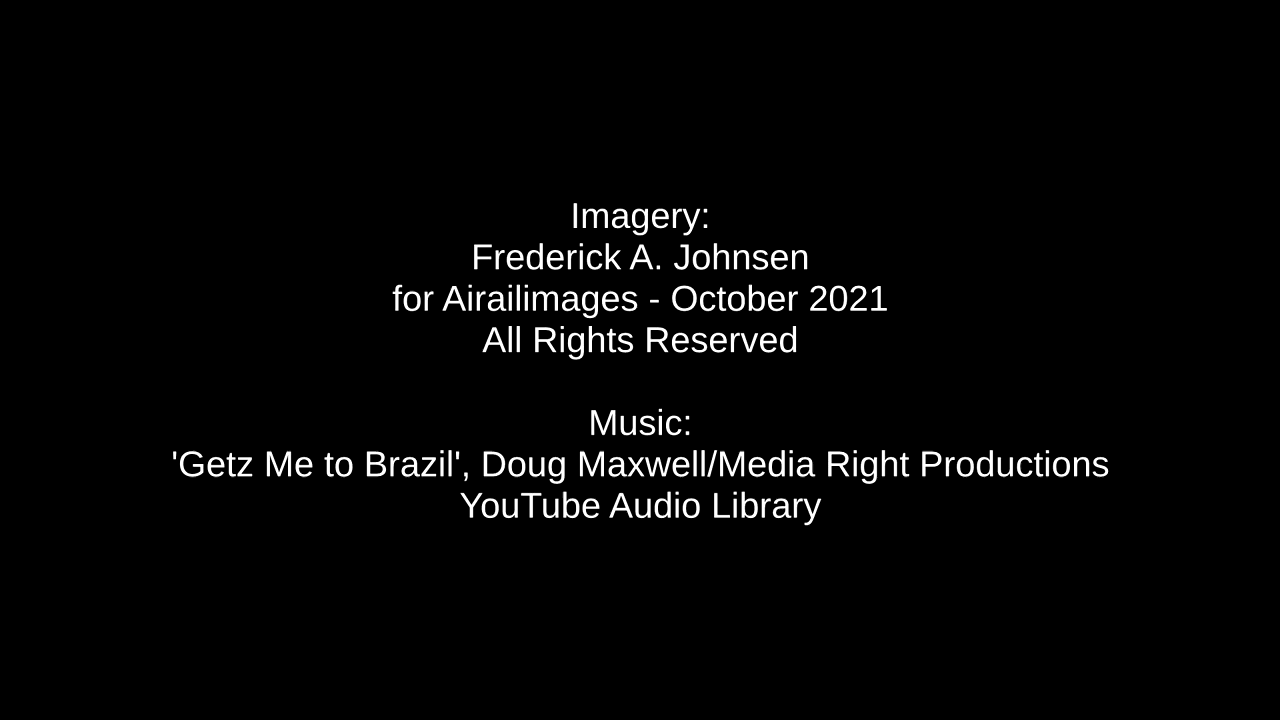 Imagery:
Frederick A. Johnsen
for Airailimages - October 2021
All Rights Reserved
Music:
'Getz Me to Brazil', Doug Maxwell/Media Right Productions
YouTube Audio Library